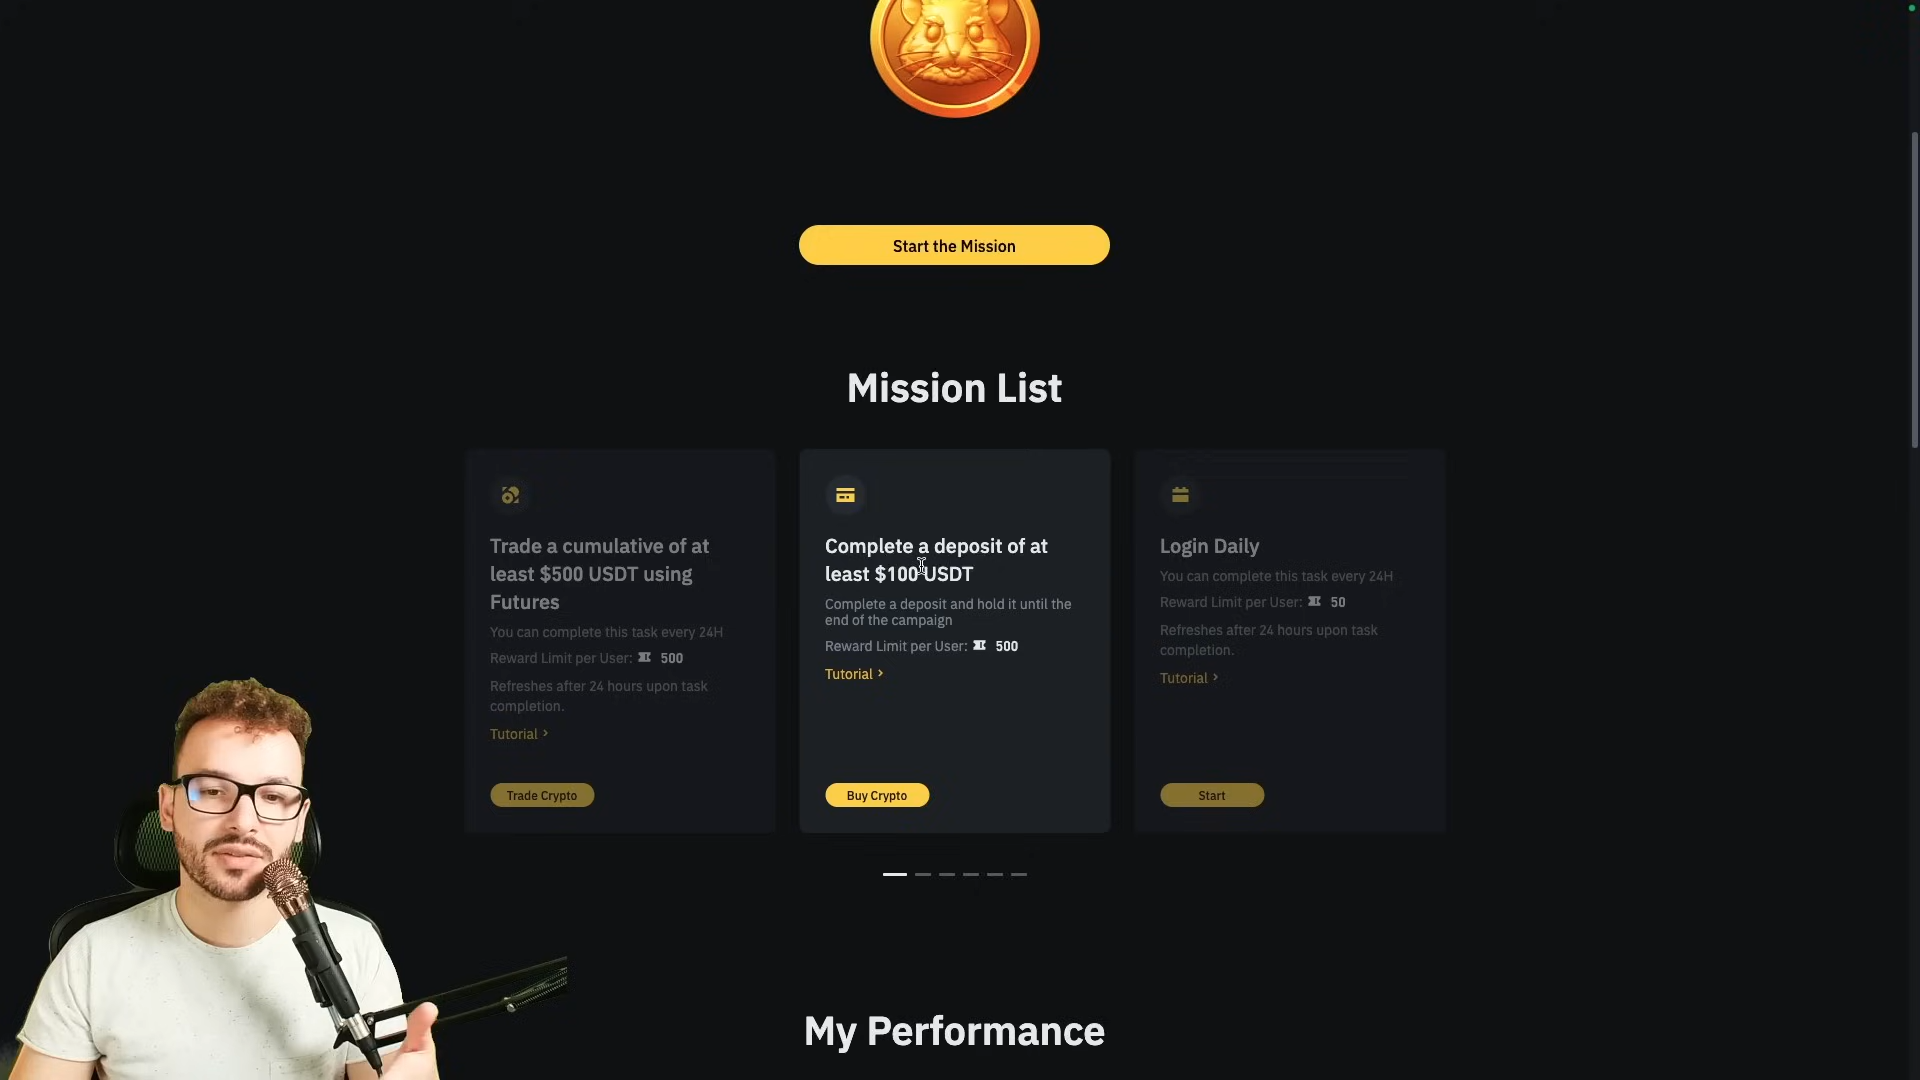 Start the Mission
Mission List
Trade a cumulative of at
least $500 USDT using
Futures
You can complete this task every 24H
Reward Limit per User: 500
Refreshes after 24 hours upon task
completion.
Tutorial >
Trade Crypto
Complete a deposit of at
least $100 USDT
Complete a deposit and hold it until the
end of the campaign
Reward Limit per User: 500
Tutorial >
Buy Crypto
Login Daily
You can complete this task every 24H
Reward Limit per User: 50
Refreshes after 24 hours upon task
completion.
Tutorial >
Start
My Performance